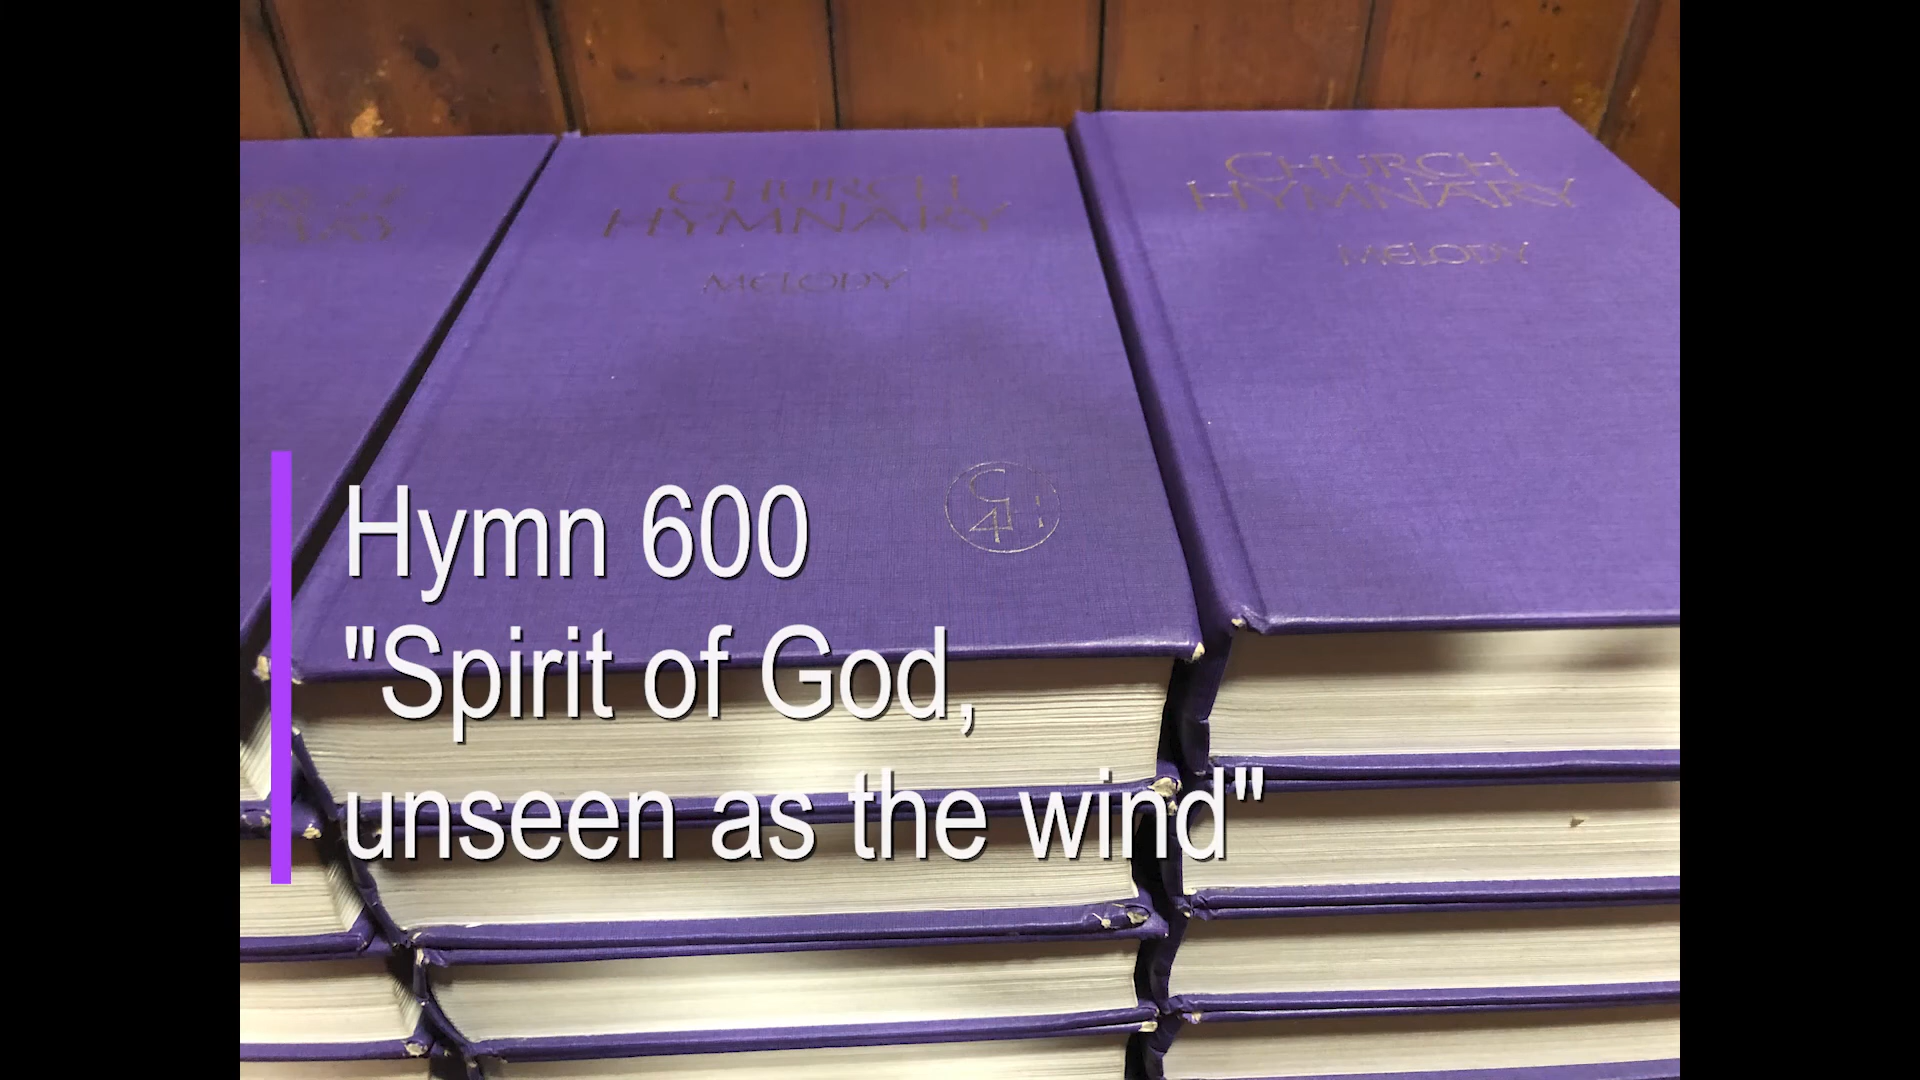 CHURCH
HYMNARY
MELODY
CH
4
CHURCH
HYMNARY
MELODY
Hymn 600
"Spirit of God,
unseen as the wind"